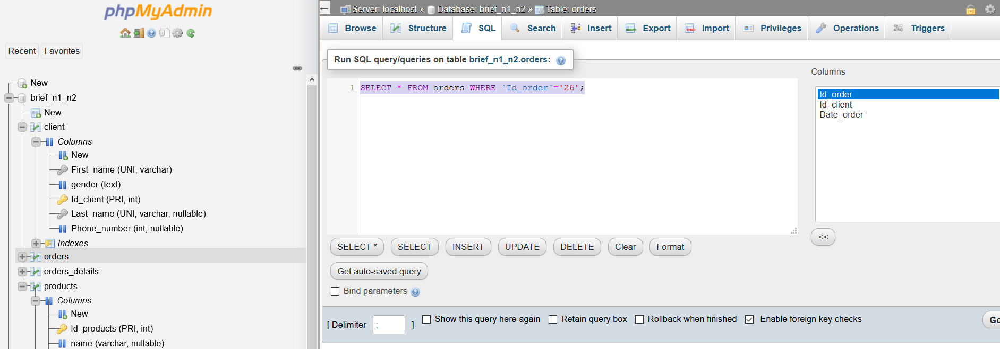 phpMyAdmin
Recent
Favorites
New
brief_n1_n2
New
client
Columns
New
First_name (UNI, varchar)
gender (text)
Id_client (PRI, int)
Last_name (UNI, varchar, nullable)
Phone_number (int, nullable)
Indexes
orders
orders_details
products
Columns
New
Id_products (PRI, int)
name (varchar, nullable)
Server: localhost » Database: brief_n1_n2 » Table: orders
Browse Structure SQL Search Insert Export Import Privileges Operations Triggers
Run SQL query/queries on table brief_n1_n2.orders:
1 SELECT * FROM orders WHERE `Id_order`='26';
Columns
Id_order
Id_client
Date_order
<<
SELECT * SELECT INSERT UPDATE DELETE Clear Format
Get auto-saved query
Bind parameters
[ Delimiter ; ] Show this query here again Retain query box Rollback when finished Enable foreign key checks
Go